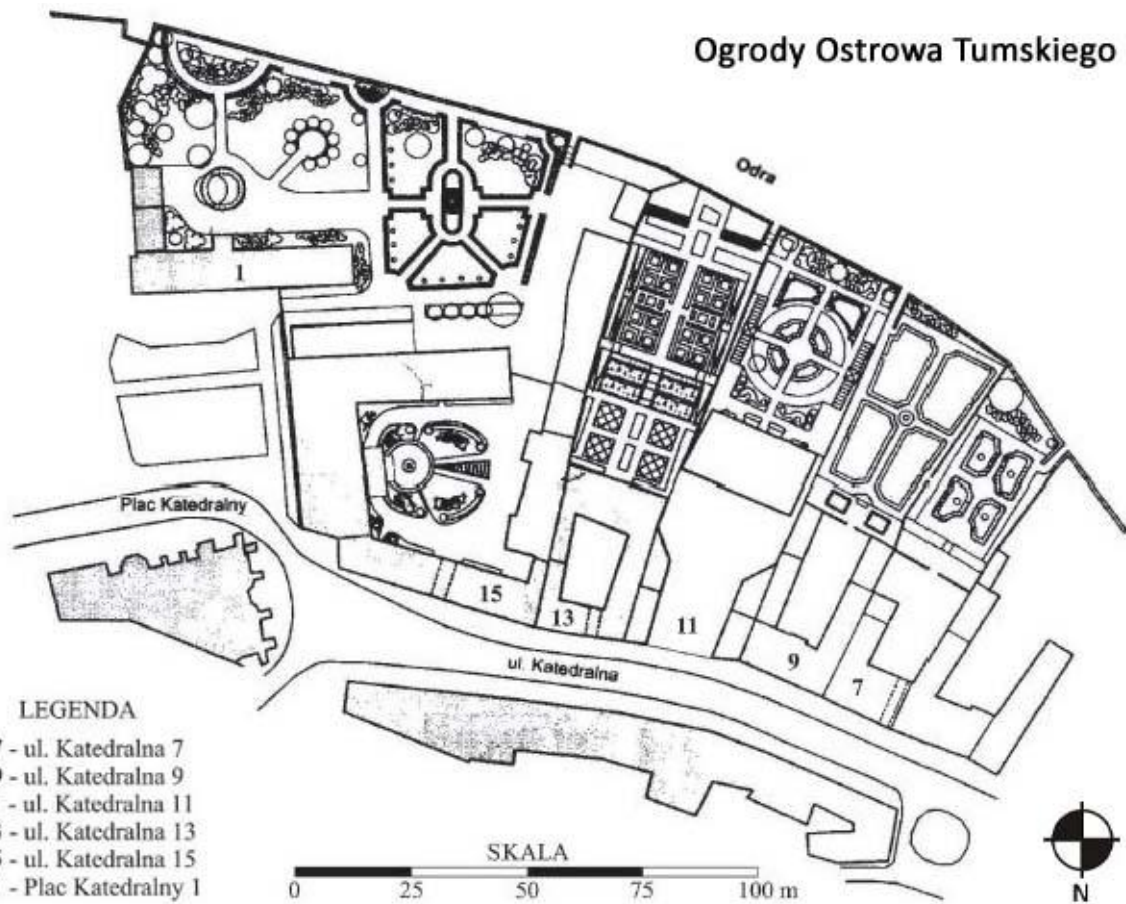 Ogrody Ostrowa Tumskiego
Odra
1
Plac Katedralny
15
13
11
9
7
ul. Katedralna
LEGENDA
- ul. Katedralna 7
- ul. Katedralna 9
- ul. Katedralna 11
- ul. Katedralna 13
- ul. Katedralna 15
- Plac Katedralny 1
SKALA
0 25 50 75 100 m
N